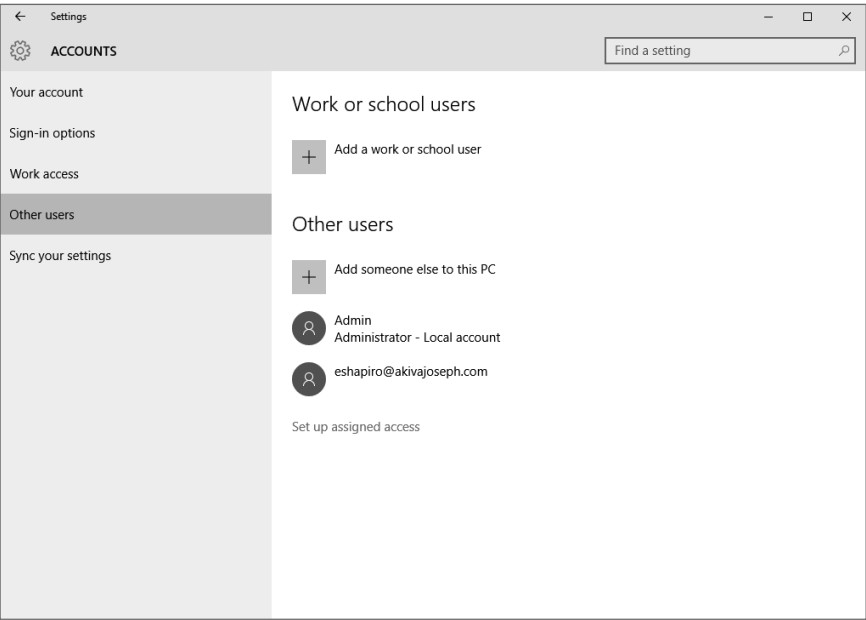 Settings
ACCOUNTS
Find a setting
Your account
Sign-in options
Work access
Other users
Sync your settings
Work or school users
Add a work or school user
Other users
Add someone else to this PC
Admin
Administrator - Local account
eshapiro@akivajoseph.com
Set up assigned access